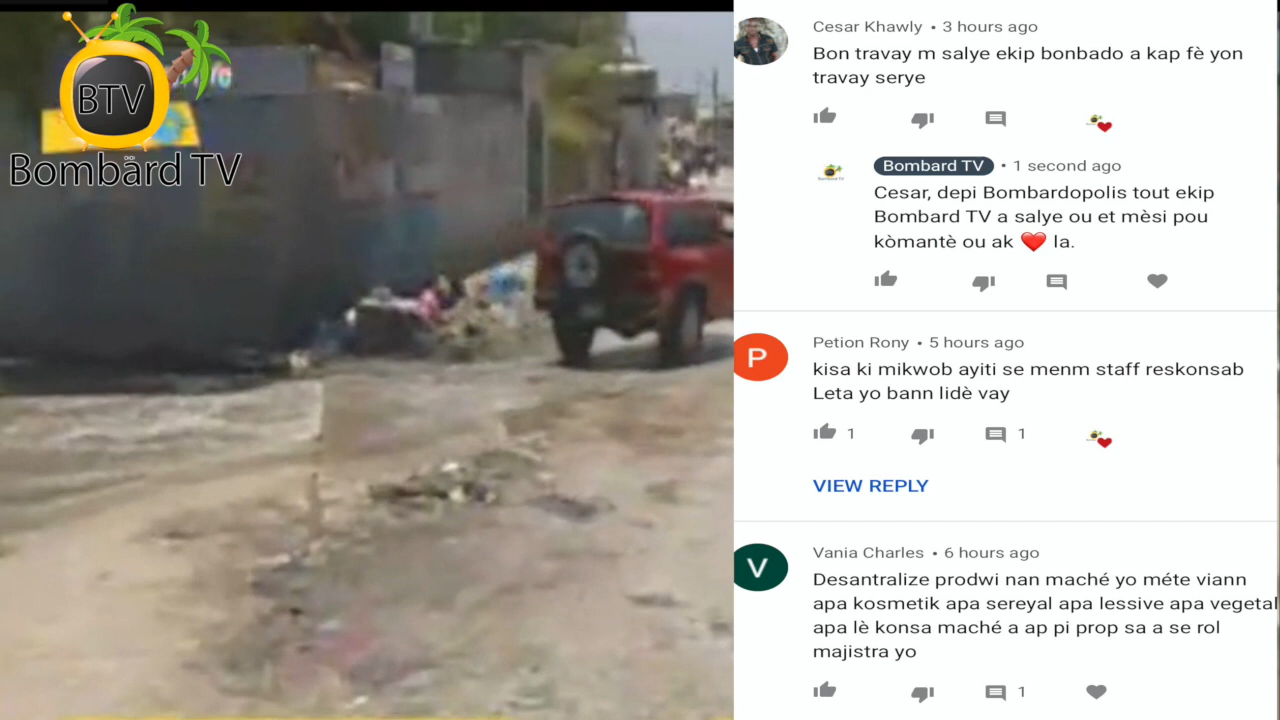 BTV
Bombärd TV
Cesar Khawly • 3 hours ago
Bon travay m salye ekip bonbado a kap fè yon
travay serye
Bombard TV • 1 second ago
Cesar, depi Bombardopolis tout ekip
Bombard TV a salye ou et mèsi pou
kòmantè ou ak ❤️ la.
P
Petion Rony • 5 hours ago
kisa ki mikwob ayiti se menm staff reskonsab
Leta yo bann lidè vay
1
1
VIEW REPLY
V
Vania Charles • 6 hours ago
Desantralize prodwi nan maché yo méte viann
apa kosmetik apa sereyal apa lessive apa vegetal
apa lè konsa maché a ap pi prop sa a se rol
majistra yo
1